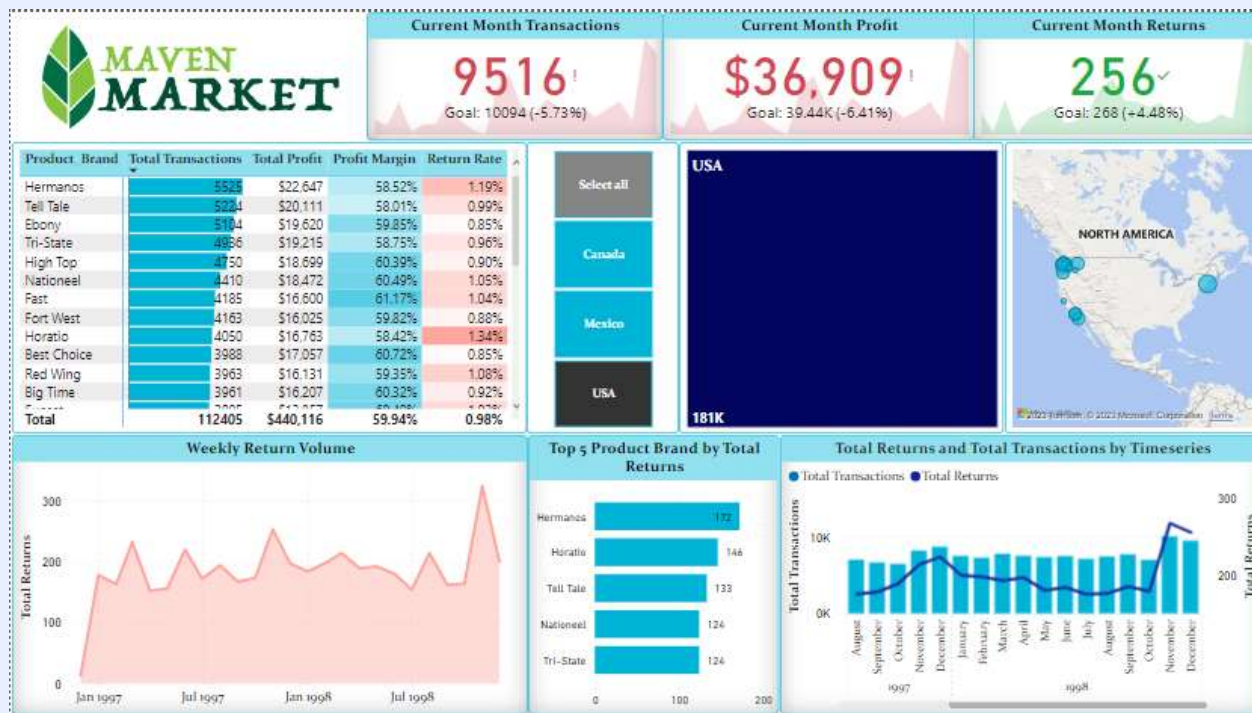 MAVEN
MARKET
Current Month Transactions
9516!
Goal: 10094 (-5.73%)
Current Month Profit
$36,909!
Goal: 39.44K (-6.41%)
Current Month Returns
256✓
Goal: 268 (+4.48%)
Product Brand Total Transactions Total Profit Profit Margin Return Rate
Hermanos 5525 $22,647 58.52% 1.19%
Tell Tale 5224 $20,111 58.01% 0.99%
Ebony 5104 $19,620 59.85% 0.85%
Tri-State 4936 $19,215 58.75% 0.96%
High Top 4750 $18,699 60.39% 0.90%
Nationeel 4410 $18,472 60.49% 1.05%
Fast 4185 $16,600 61.17% 1.04%
Fort West 4163 $16,025 59.82% 0.88%
Horatio 4050 $16,763 58.42% 1.34%
Best Choice 3988 $17,057 60.72% 0.85%
Red Wing 3963 $16,131 59.35% 1.08%
Big Time 3961 $16,207 60.32% 0.92%
Total 112405 $440,116 59.94% 0.98%
Select all
Canada
Mexico
USA
USA
181K
NORTH AMERICA
© 2023 TomTom, © 2023 Microsoft Corporation Terms
Weekly Return Volume
Total Returns
300
200
100
0
Jan 1997 Jul 1997 Jan 1998 Jul 1998
Top 5 Product Brand by Total
Returns
Hermanos 172
Horatio 146
Tell Tale 133
Nationeel 124
Tri-State 124
0 100 200
Total Returns and Total Transactions by Timeseries
Total Transactions Total Returns
Total Transactions
10K
0K
300
200
Total Returns
August September October November December January February March April May June July August September October November December
1997 1998